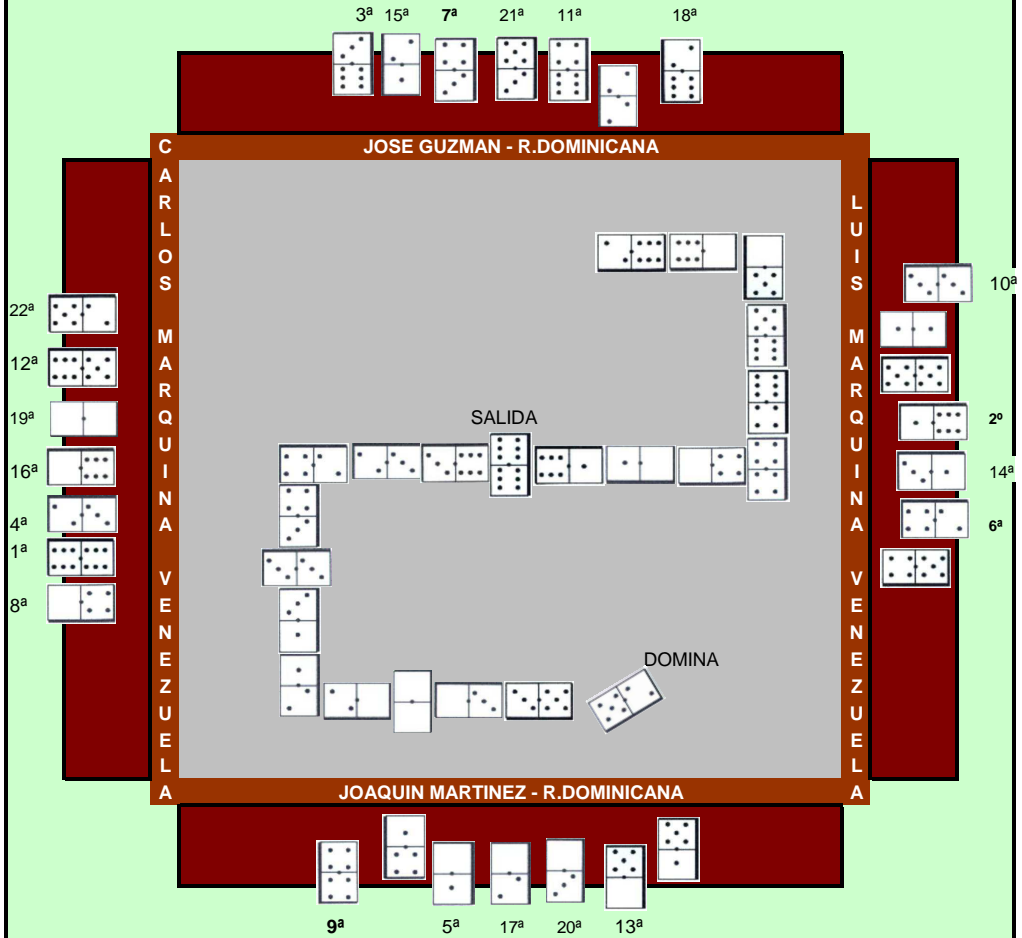 3ª 15ª 7ª 21ª 11ª 18ª
JOSE GUZMAN - R.DOMINICANA
CARLOS MARQUINA VENEZUELA
LUIS MARQUINA VENEZUELA
22ª
12ª
19ª
16ª
4ª
1ª
8ª
10ª
2º
14ª
6ª
SALIDA
DOMINA
JOAQUIN MARTINEZ - R.DOMINICANA
9ª 5ª 17ª 20ª 13ª